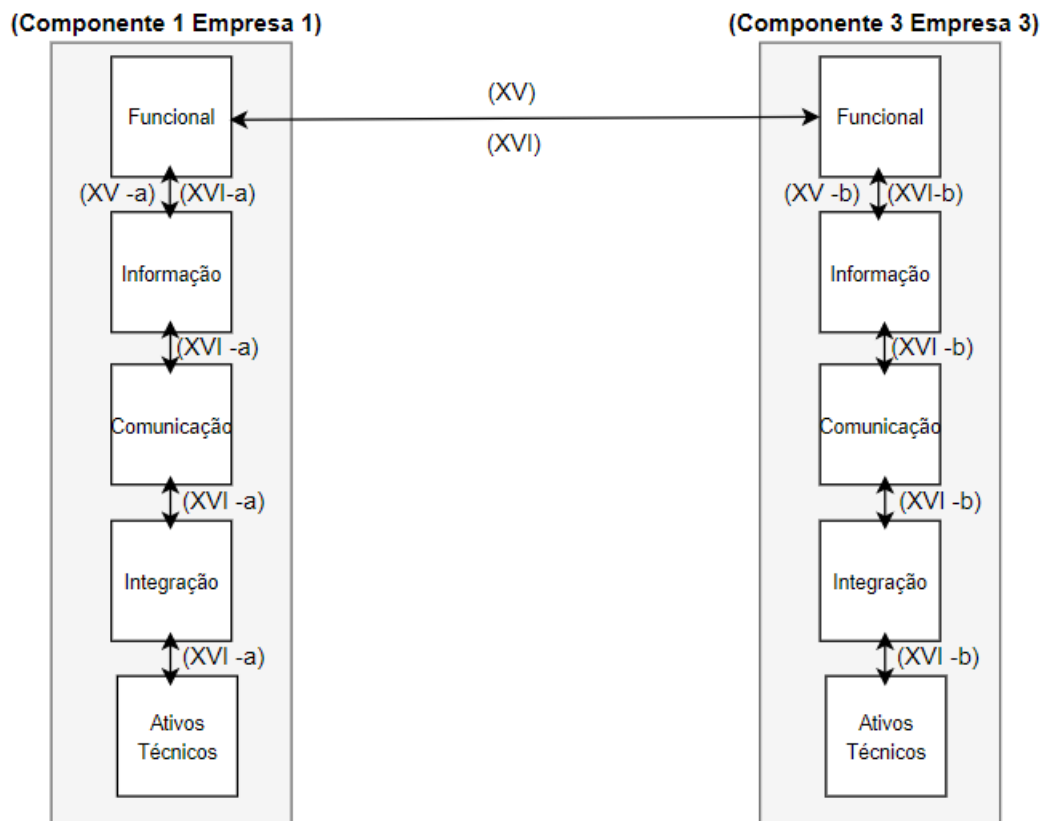 (Componente 1 Empresa 1)
(Componente 3 Empresa 3)
Funcional
(XV)
(XVI)
Funcional
(XV -a)
(XVI-a)
(XV -b)
(XVI-b)
Informação
Informação
(XVI -a)
(XVI -b)
Comunicação
Comunicação
(XVI -a)
(XVI -b)
Integração
Integração
(XVI -a)
(XVI -b)
Ativos
Técnicos
Ativos
Técnicos